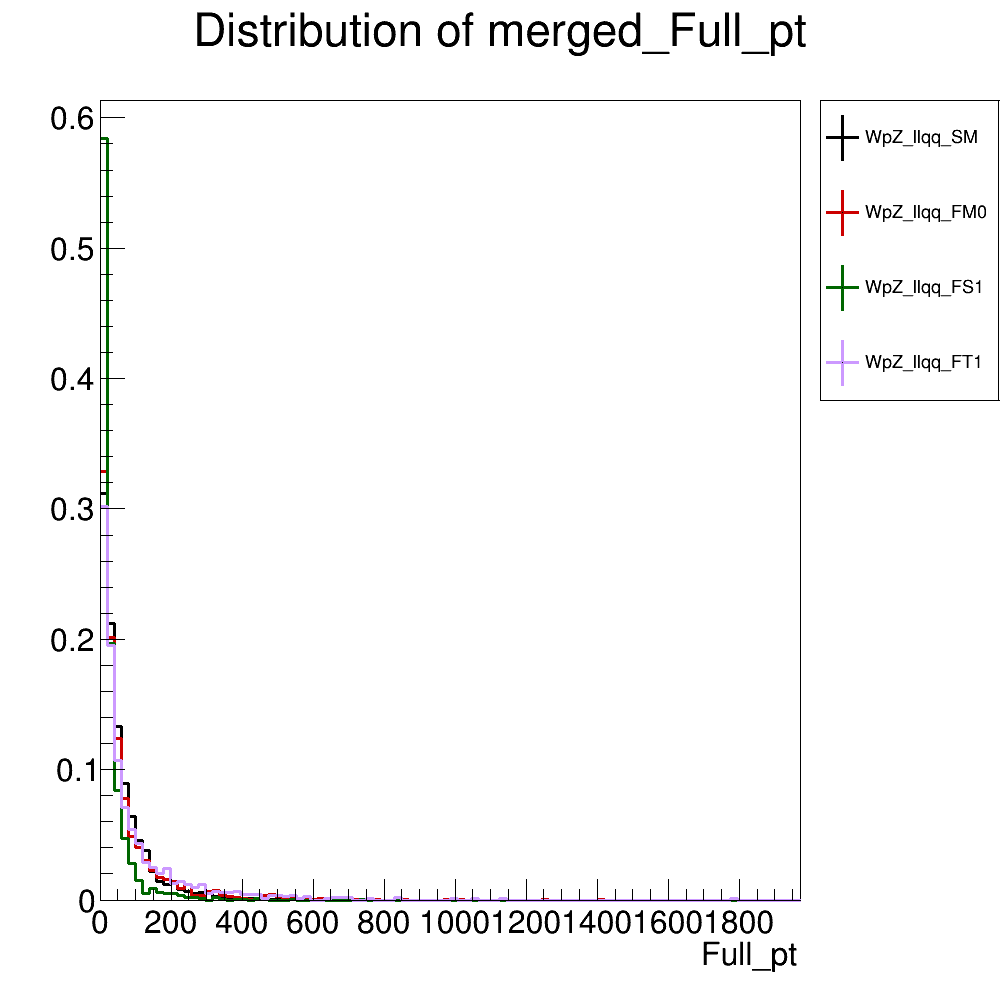 Distribution of merged_Full_pt
0.6
0.5
0.4
0.3
0.2
0.1
0
0 200 400 600 800 1000 1200 1400 1600 1800
Full_pt
WpZ_llqq_SM
WpZ_llqq_FM0
WpZ_llqq_FS1
WpZ_llqq_FT1